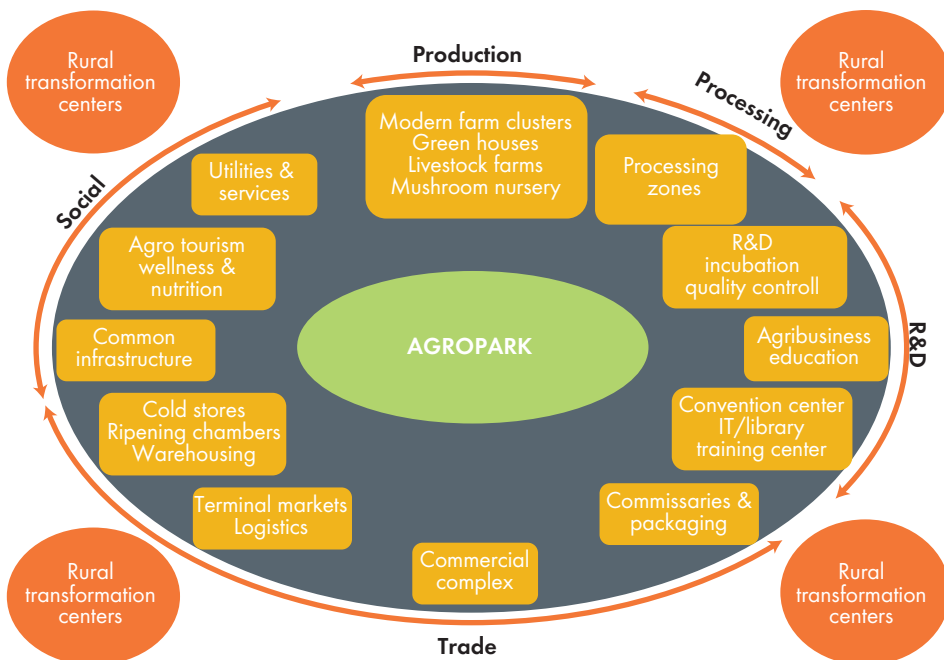 Rural
transformation
centers
Production
Rural
transformation
centers
Processing
Modern farm clusters
Green houses
Livestock farms
Mushroom nursery
Utilities &
services
Processing
zones
Social
Agro tourism
wellness &
nutrition
R&D
incubation
quality controll
AGROPARK
Common
infrastructure
Agribusiness
education
R&D
Cold stores
Ripening chambers
Warehousing
Convention center
IT/library
training center
Terminal markets
Logistics
Commissaries &
packaging
Commercial
complex
Rural
transformation
centers
Rural
transformation
centers
Trade